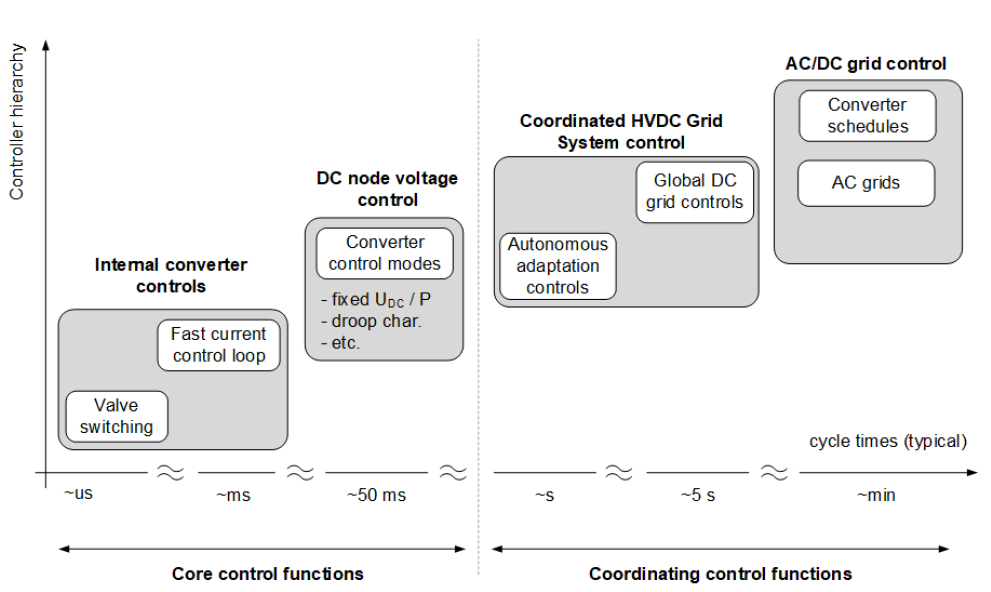 Controller hierarchy
AC/DC grid control
Converter
schedules
AC grids
Coordinated HVDC Grid
System control
Global DC
grid controls
Autonomous
adaptation
controls
DC node voltage
control
Converter
control modes
- fixed UDC / P
- droop char.
- etc.
Internal converter
controls
Fast current
control loop
Valve
switching
cycle times (typical)
~us
~ms
~50 ms
~s
~5 s
~min
Core control functions
Coordinating control functions